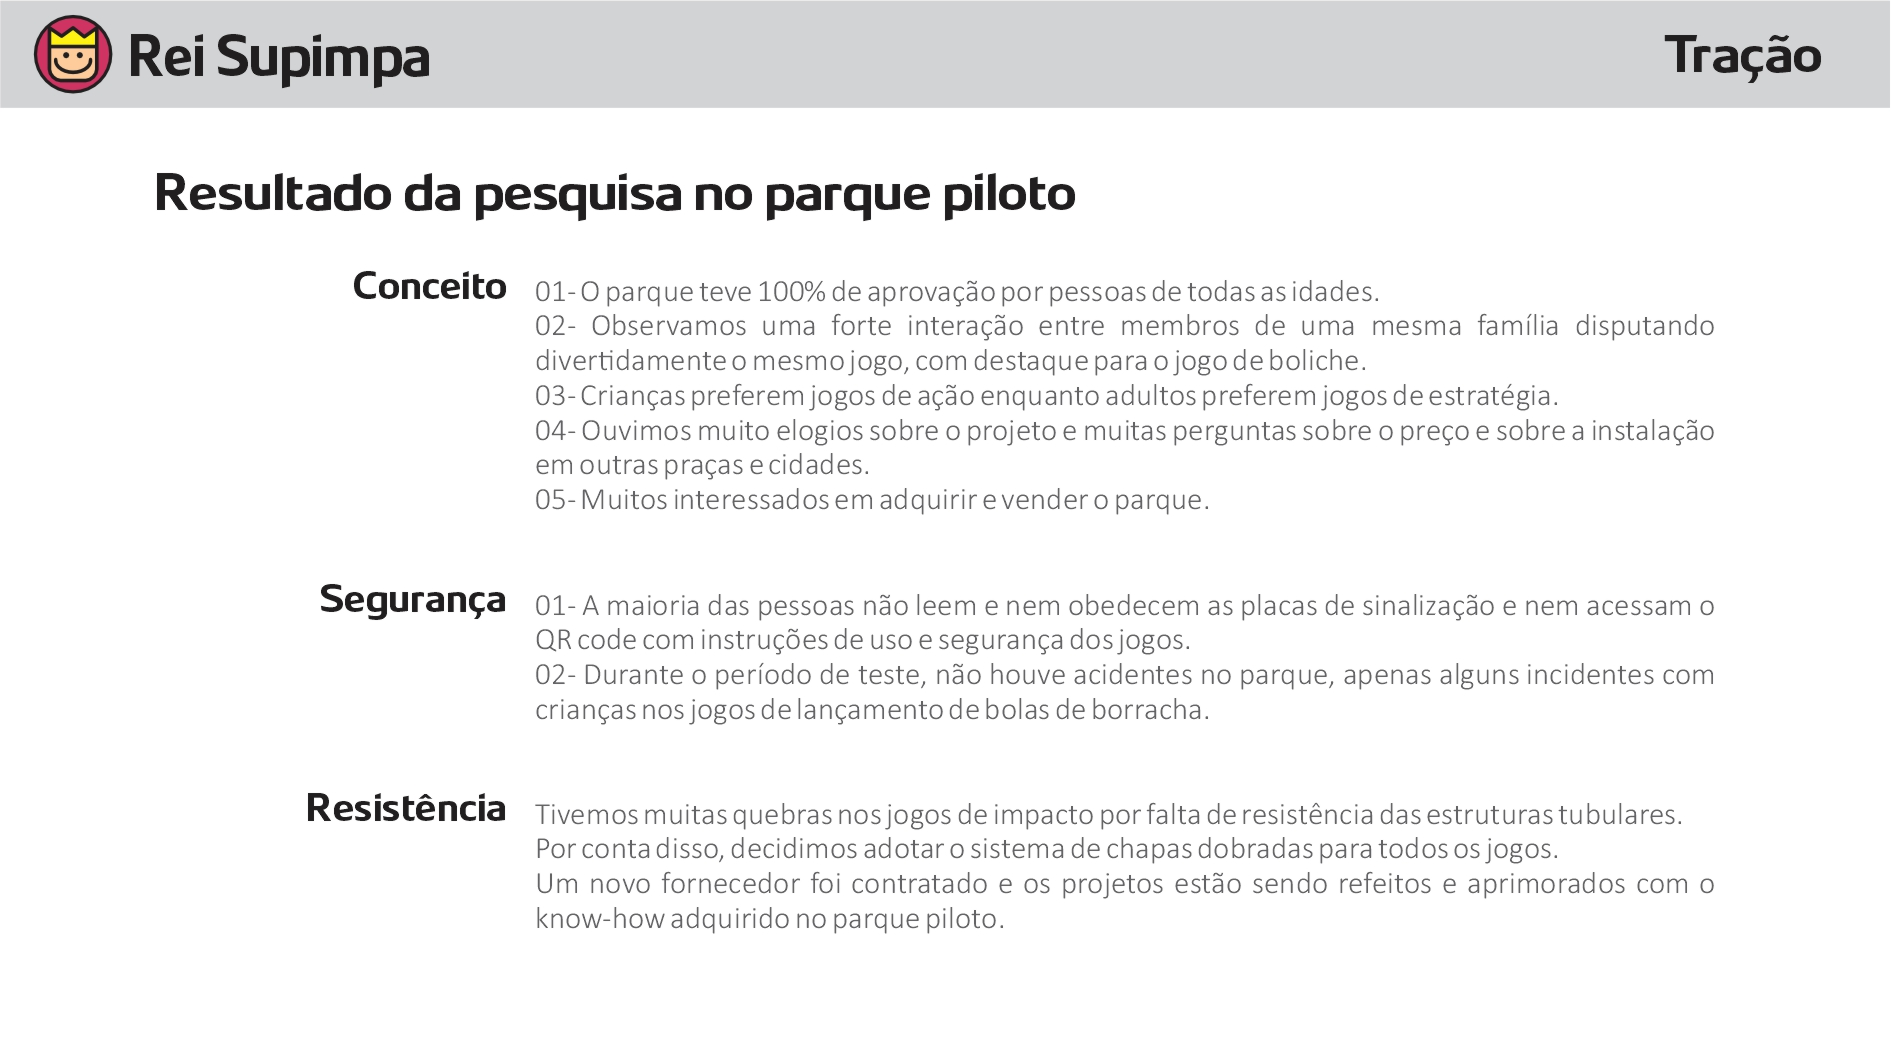 Rei Supimpa
Tração
Resultado da pesquisa no parque piloto
Conceito
01- O parque teve 100% de aprovação por pessoas de todas as idades.
02- Observamos uma forte interação entre membros de uma mesma família disputando
divertidamente o mesmo jogo, com destaque para o jogo de boliche.
03- Crianças preferem jogos de ação enquanto adultos preferem jogos de estratégia.
04- Ouvimos muito elogios sobre o projeto e muitas perguntas sobre o preço e sobre a instalação
em outras praças e cidades.
05- Muitos interessados em adquirir e vender o parque.
Segurança
01- A maioria das pessoas não leem e nem obedecem as placas de sinalização e nem acessam o
QR code com instruções de uso e segurança dos jogos.
02- Durante o período de teste, não houve acidentes no parque, apenas alguns incidentes com
crianças nos jogos de lançamento de bolas de borracha.
Resistência
Tivemos muitas quebras nos jogos de impacto por falta de resistência das estruturas tubulares.
Por conta disso, decidimos adotar o sistema de chapas dobradas para todos os jogos.
Um novo fornecedor foi contratado e os projetos estão sendo refeitos e aprimorados com o
know-how adquirido no parque piloto.